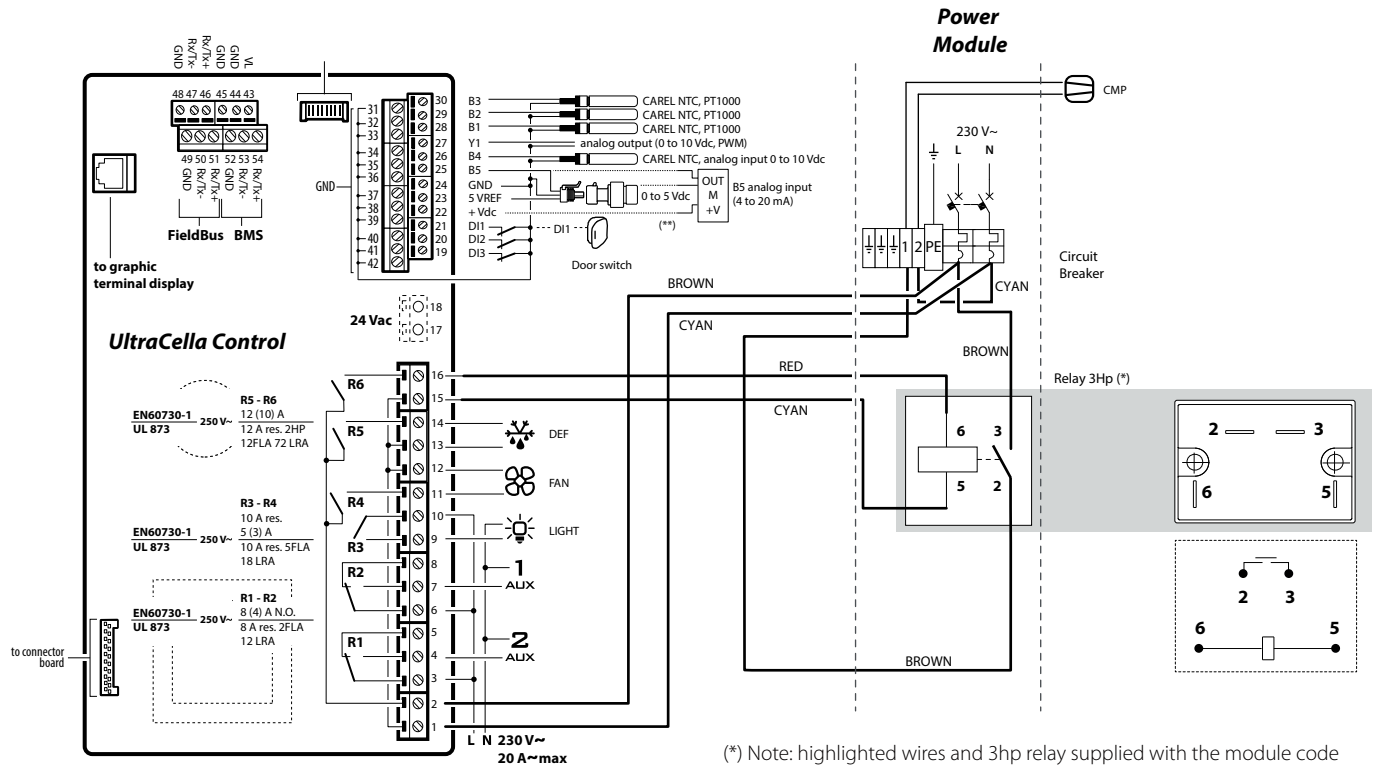 Power
Module
GND
Rx/Tx-
Rx/Tx+
GND
GND
VL
48 47 46 45 44 43
49 50 51 52 53 54
GND
Rx/Tx-
Rx/Tx+
GND
Rx/Tx-
Rx/Tx+
FieldBus BMS
to graphic
terminal display
UltraCella Control
GND
31
32
33
34
35
36
37
38
39
40
41
42
30
29
28
27
26
25
24
23
22
21
20
19
B3 CAREL NTC, PT1000
B2 CAREL NTC, PT1000
B1 CAREL NTC, PT1000
Y1 analog output (0 to 10 Vdc, PWM)
B4 CAREL NTC, analog input 0 to 10 Vdc
B5
GND
5 VREF
+ Vdc
0 to 5 Vdc
(**)
OUT
M
+V
B5 analog input
(4 to 20 mA)
DI1
DI2
DI3
DI1
Door switch
24 Vac
18
17
CMP
230 V~
L N
1 2 PE
Circuit
Breaker
BROWN
CYAN
CYAN
BROWN
RED
CYAN
BROWN
Relay 3Hp (*)
6 3
5 2
2 3
6 5
2 3
6 5
R6
R5
R4
R3
R2
R1
16
15
14
13
12
11
10
9
8
7
6
5
4
3
2
1
DEF
FAN
LIGHT
1
AUX
2
AUX
L N 230 V~
20 A~max
EN60730-1
UL 873
250 V~
R5 - R6
12 (10) A
12 A res. 2HP
12FLA 72 LRA
EN60730-1
UL 873
250 V~
R3 - R4
10 A res.
5 (3) A
10 A res. 5FLA
18 LRA
EN60730-1
UL 873
250 V~
R1 - R2
8 (4) A N.O.
8 A res. 2FLA
12 LRA
to connector
board
(*) Note: highlighted wires and 3hp relay supplied with the module code